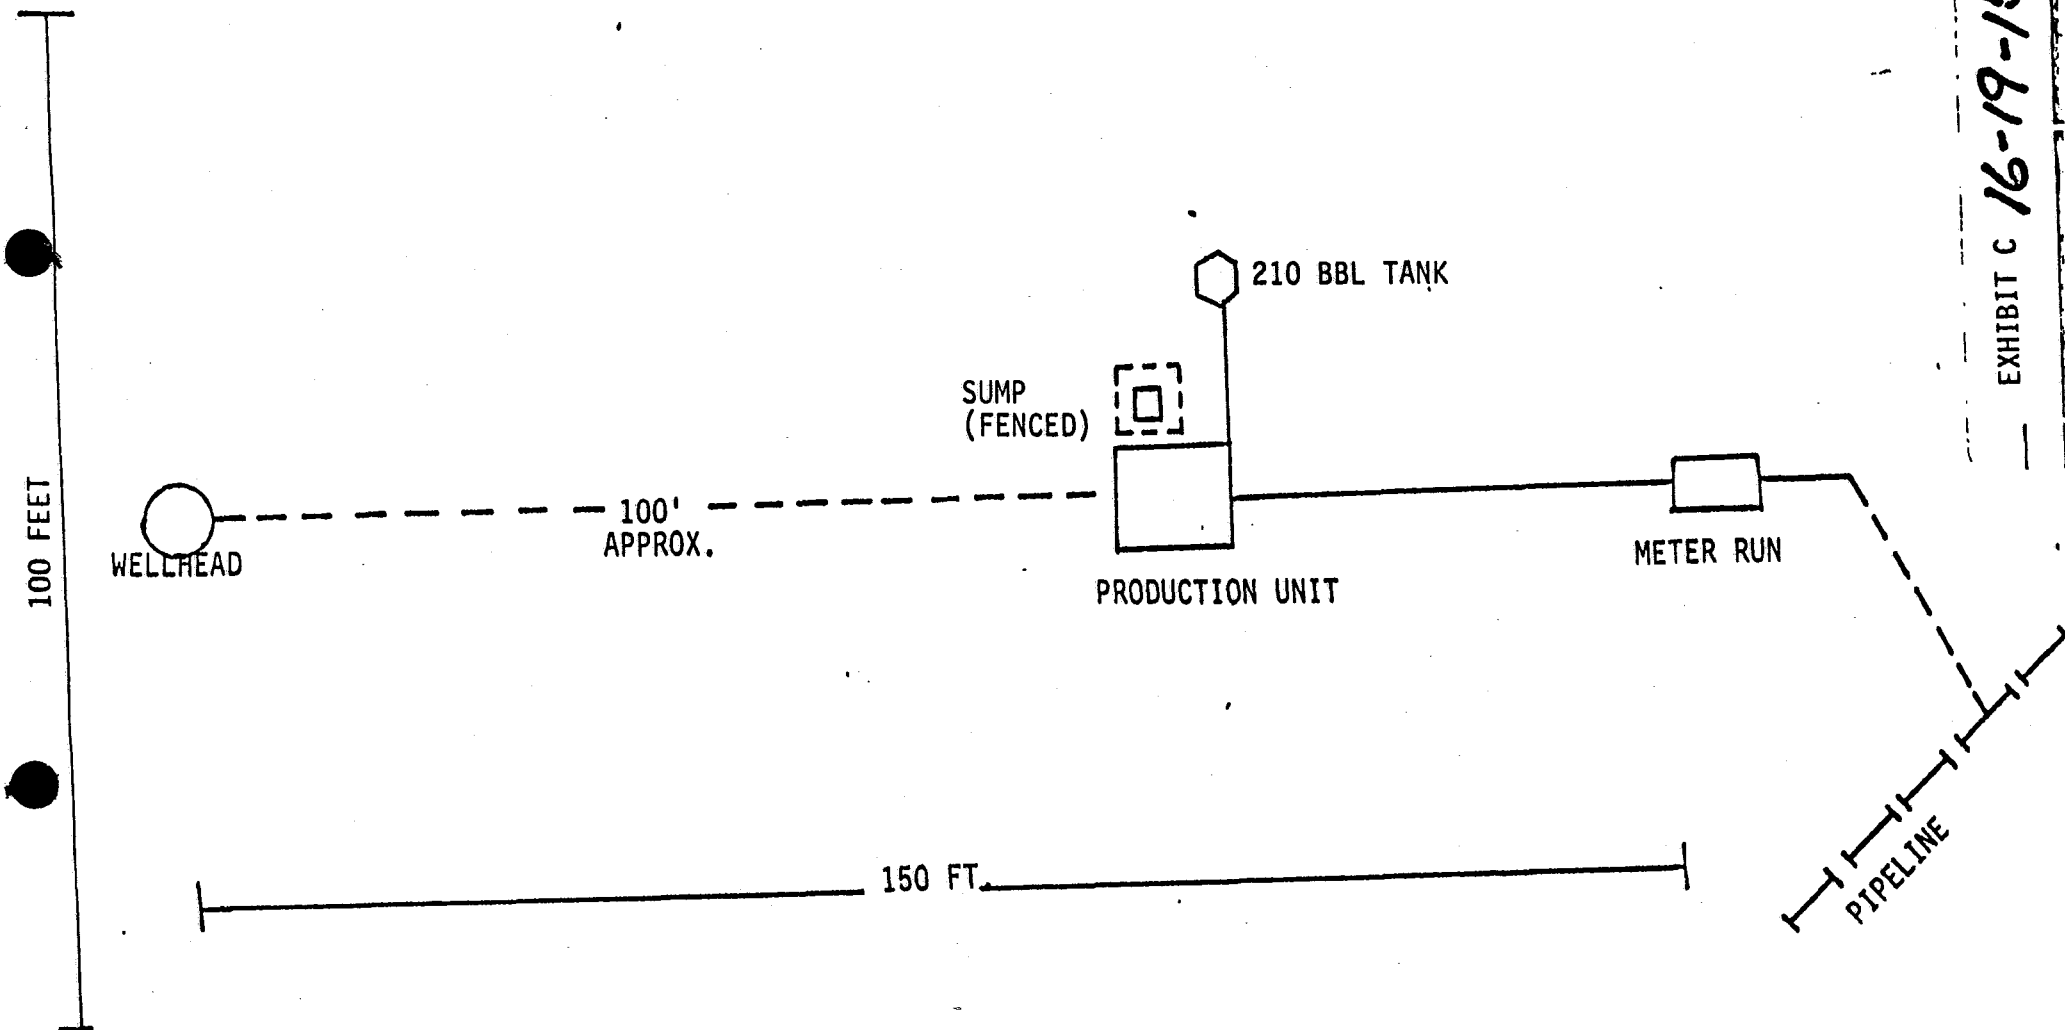 EXHIBIT C 16-19-15
210 BBL TANK
SUMP
(FENCED)
100 FEET
100'
APPROX.
WELLHEAD
METER RUN
PRODUCTION UNIT
150 FT.
PIPELINE